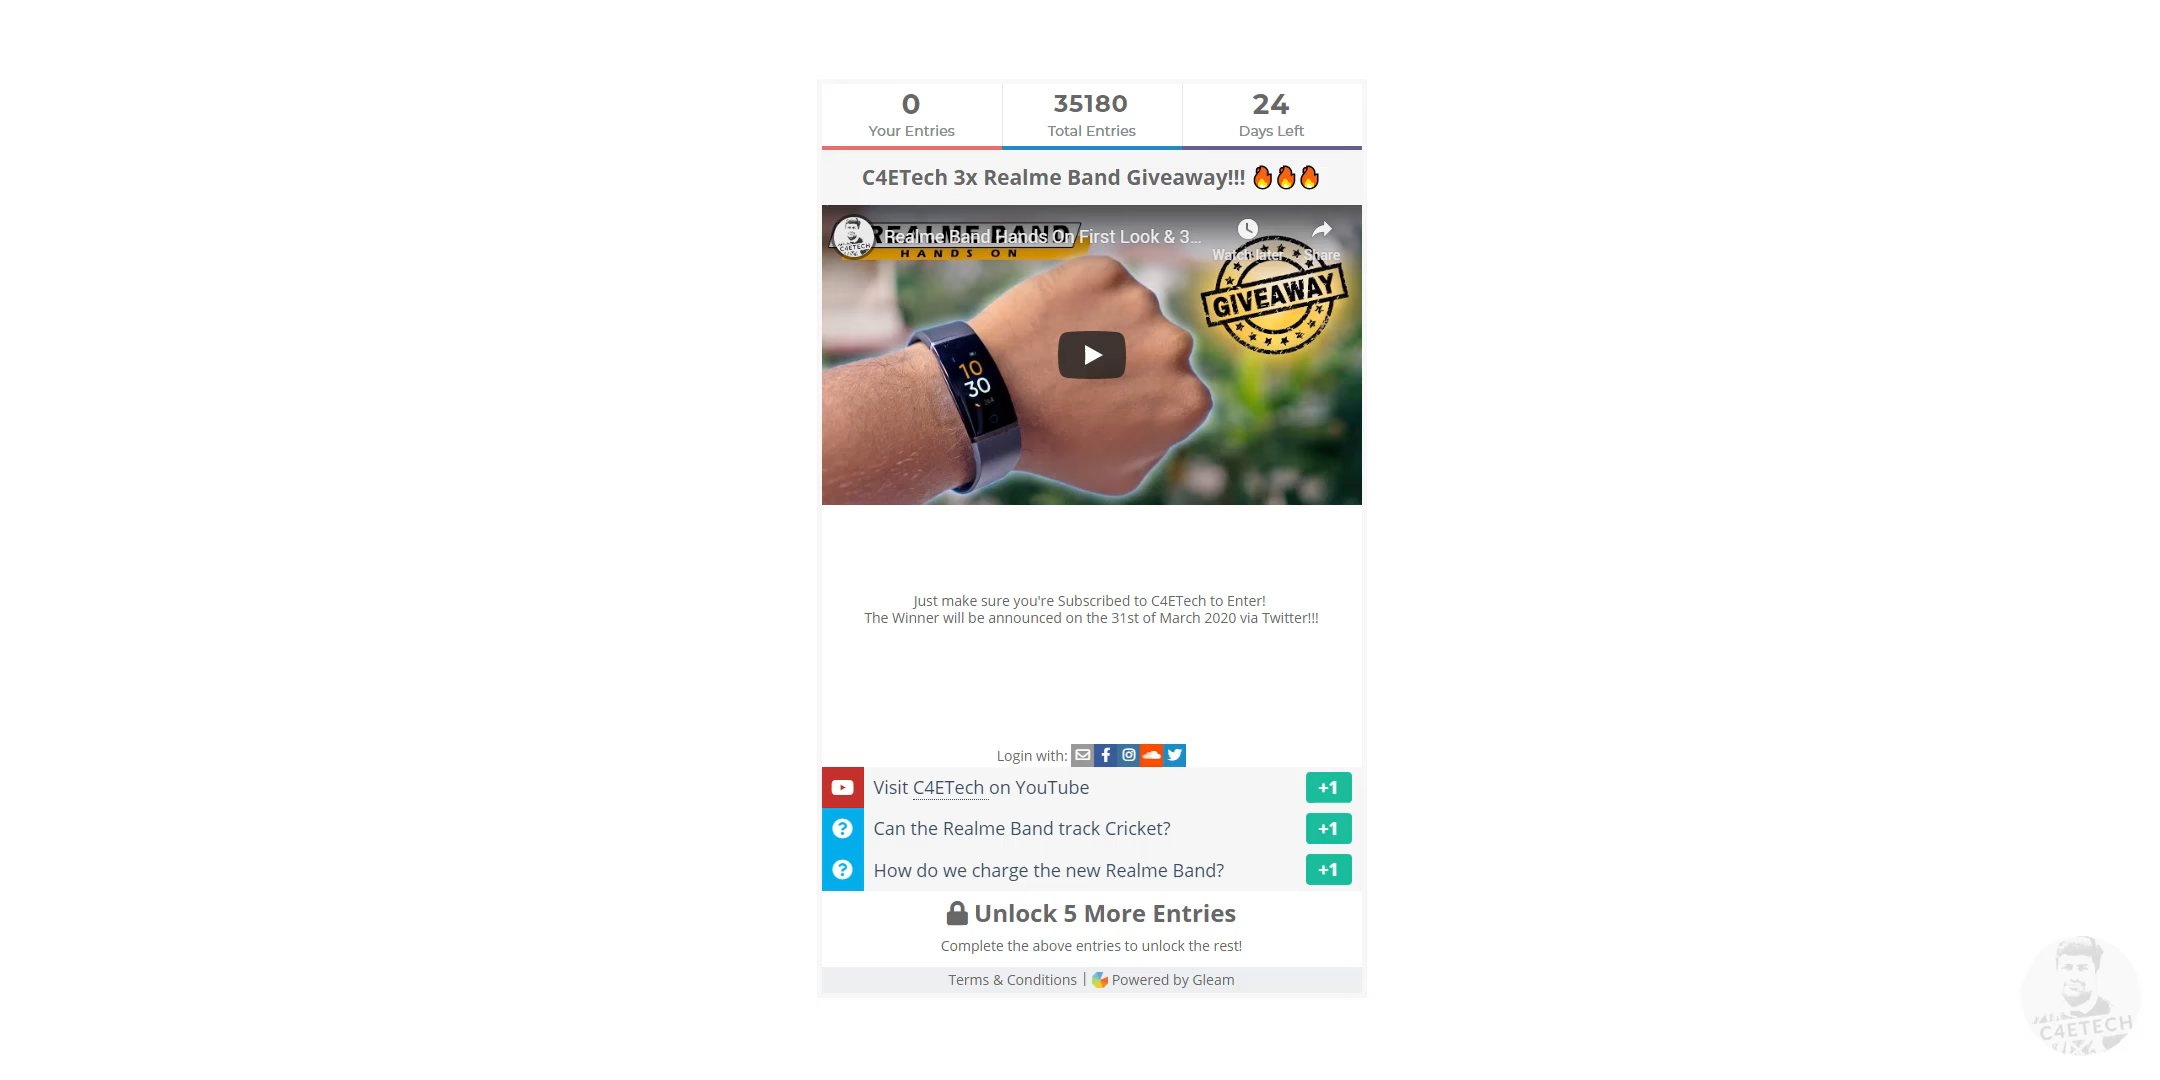 0
Your Entries
35180
Total Entries
24
Days Left
C4ETech 3x Realme Band Giveaway!!!
REALME BAND
HANDS ON
C4ETECH
Realme Band Hands On First Look & 3...
Watch later
Share
GIVEAWAY
10
30
Just make sure you're Subscribed to C4ETech to Enter!
The Winner will be announced on the 31st of March 2020 via Twitter!!!
Login with:
Visit C4ETech on YouTube +1
Can the Realme Band track Cricket? +1
How do we charge the new Realme Band? +1
Unlock 5 More Entries
Complete the above entries to unlock the rest!
Terms & Conditions | Powered by Gleam
C4ETECH